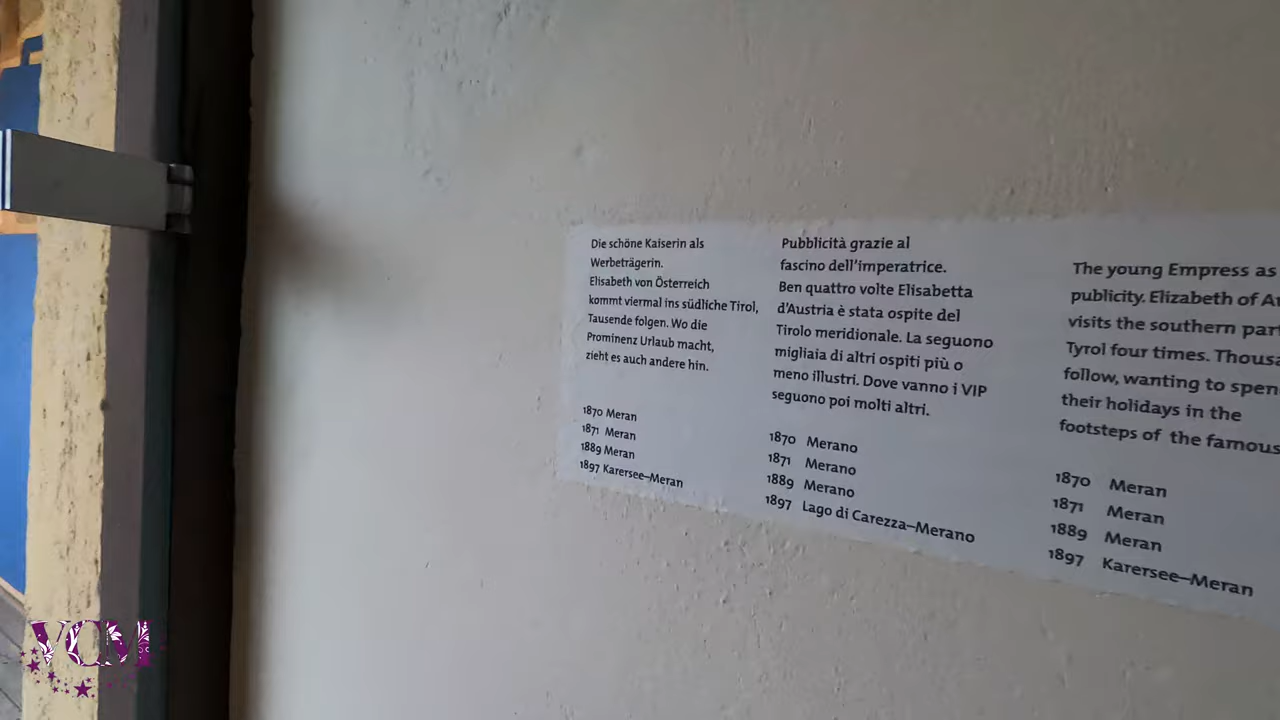 Die schöne Kaiserin als
Werbeträgerin.
Elisabeth von Österreich
kommt viermal ins südliche Tirol,
Tausende folgen. Wo die
Prominenz Urlaub macht,
zieht es auch andere hin.
1870 Meran
1871 Meran
1889 Meran
1897 Karersee–Meran
Pubblicità grazie al
fascino dell'imperatrice.
Ben quattro volte Elisabetta
d'Austria è stata ospite del
Tirolo meridionale. La seguono
migliaia di altri ospiti più o
meno illustri. Dove vanno i VIP
seguono poi molti altri.
1870 Merano
1871 Merano
1889 Merano
1897 Lago di Carezza–Merano
The young Empress as
publicity. Elizabeth of
visits the southern
Tyrol four times.
follow, wanting to
their holidays in the
footsteps of the famous
1870 Meran
1871 Meran
1889 Meran
1897 Karersee–Meran
VCM